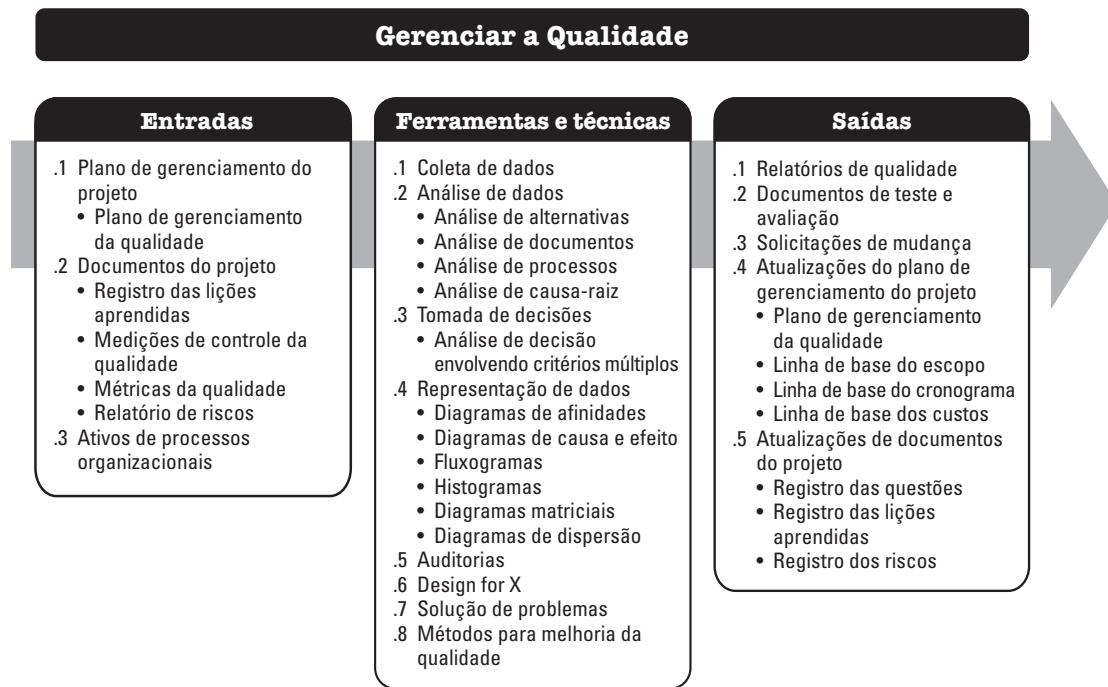 Gerenciar a Qualidade
Entradas
.1 Plano de gerenciamento do
projeto
• Plano de gerenciamento
da qualidade
.2 Documentos do projeto
• Registro das lições
aprendidas
• Medições de controle da
qualidade
• Métricas da qualidade
• Relatório de riscos
.3 Ativos de processos
organizacionais
Ferramentas e técnicas
.1 Coleta de dados
.2 Análise de dados
• Análise de alternativas
• Análise de documentos
• Análise de processos
• Análise de causa-raiz
.3 Tomada de decisões
• Análise de decisão
envolvendo critérios múltiplos
.4 Representação de dados
• Diagramas de afinidades
• Diagramas de causa e efeito
• Fluxogramas
• Histogramas
• Diagramas matriciais
• Diagramas de dispersão
.5 Auditorias
.6 Design for X
.7 Solução de problemas
.8 Métodos para melhoria da
qualidade
Saídas
.1 Relatórios de qualidade
.2 Documentos de teste e
avaliação
.3 Solicitações de mudança
.4 Atualizações do plano de
gerenciamento do projeto
• Plano de gerenciamento
da qualidade
• Linha de base do escopo
• Linha de base do cronograma
• Linha de base dos custos
.5 Atualizações de documentos
do projeto
• Registro das questões
• Registro das lições
aprendidas
• Registro dos riscos